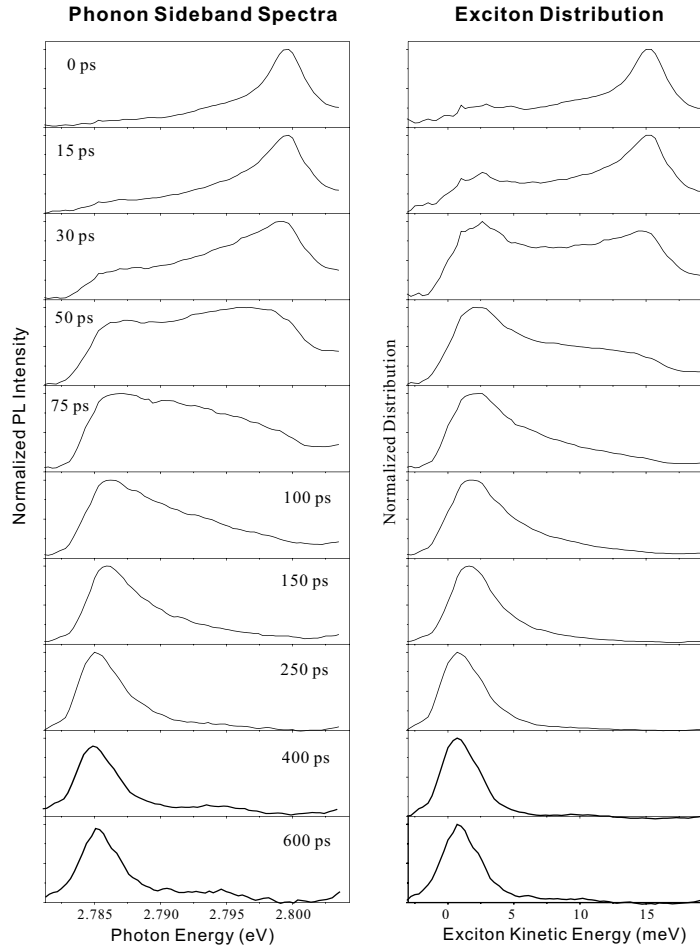 Phonon Sideband Spectra
Exciton Distribution
0 ps
15 ps
30 ps
50 ps
75 ps
100 ps
150 ps
250 ps
400 ps
600 ps
Normalized PL Intensity
Normalized Distribution
2.785 2.790 2.795 2.800
Photon Energy (eV)
0 5 10 15
Exciton Kinetic Energy (meV)